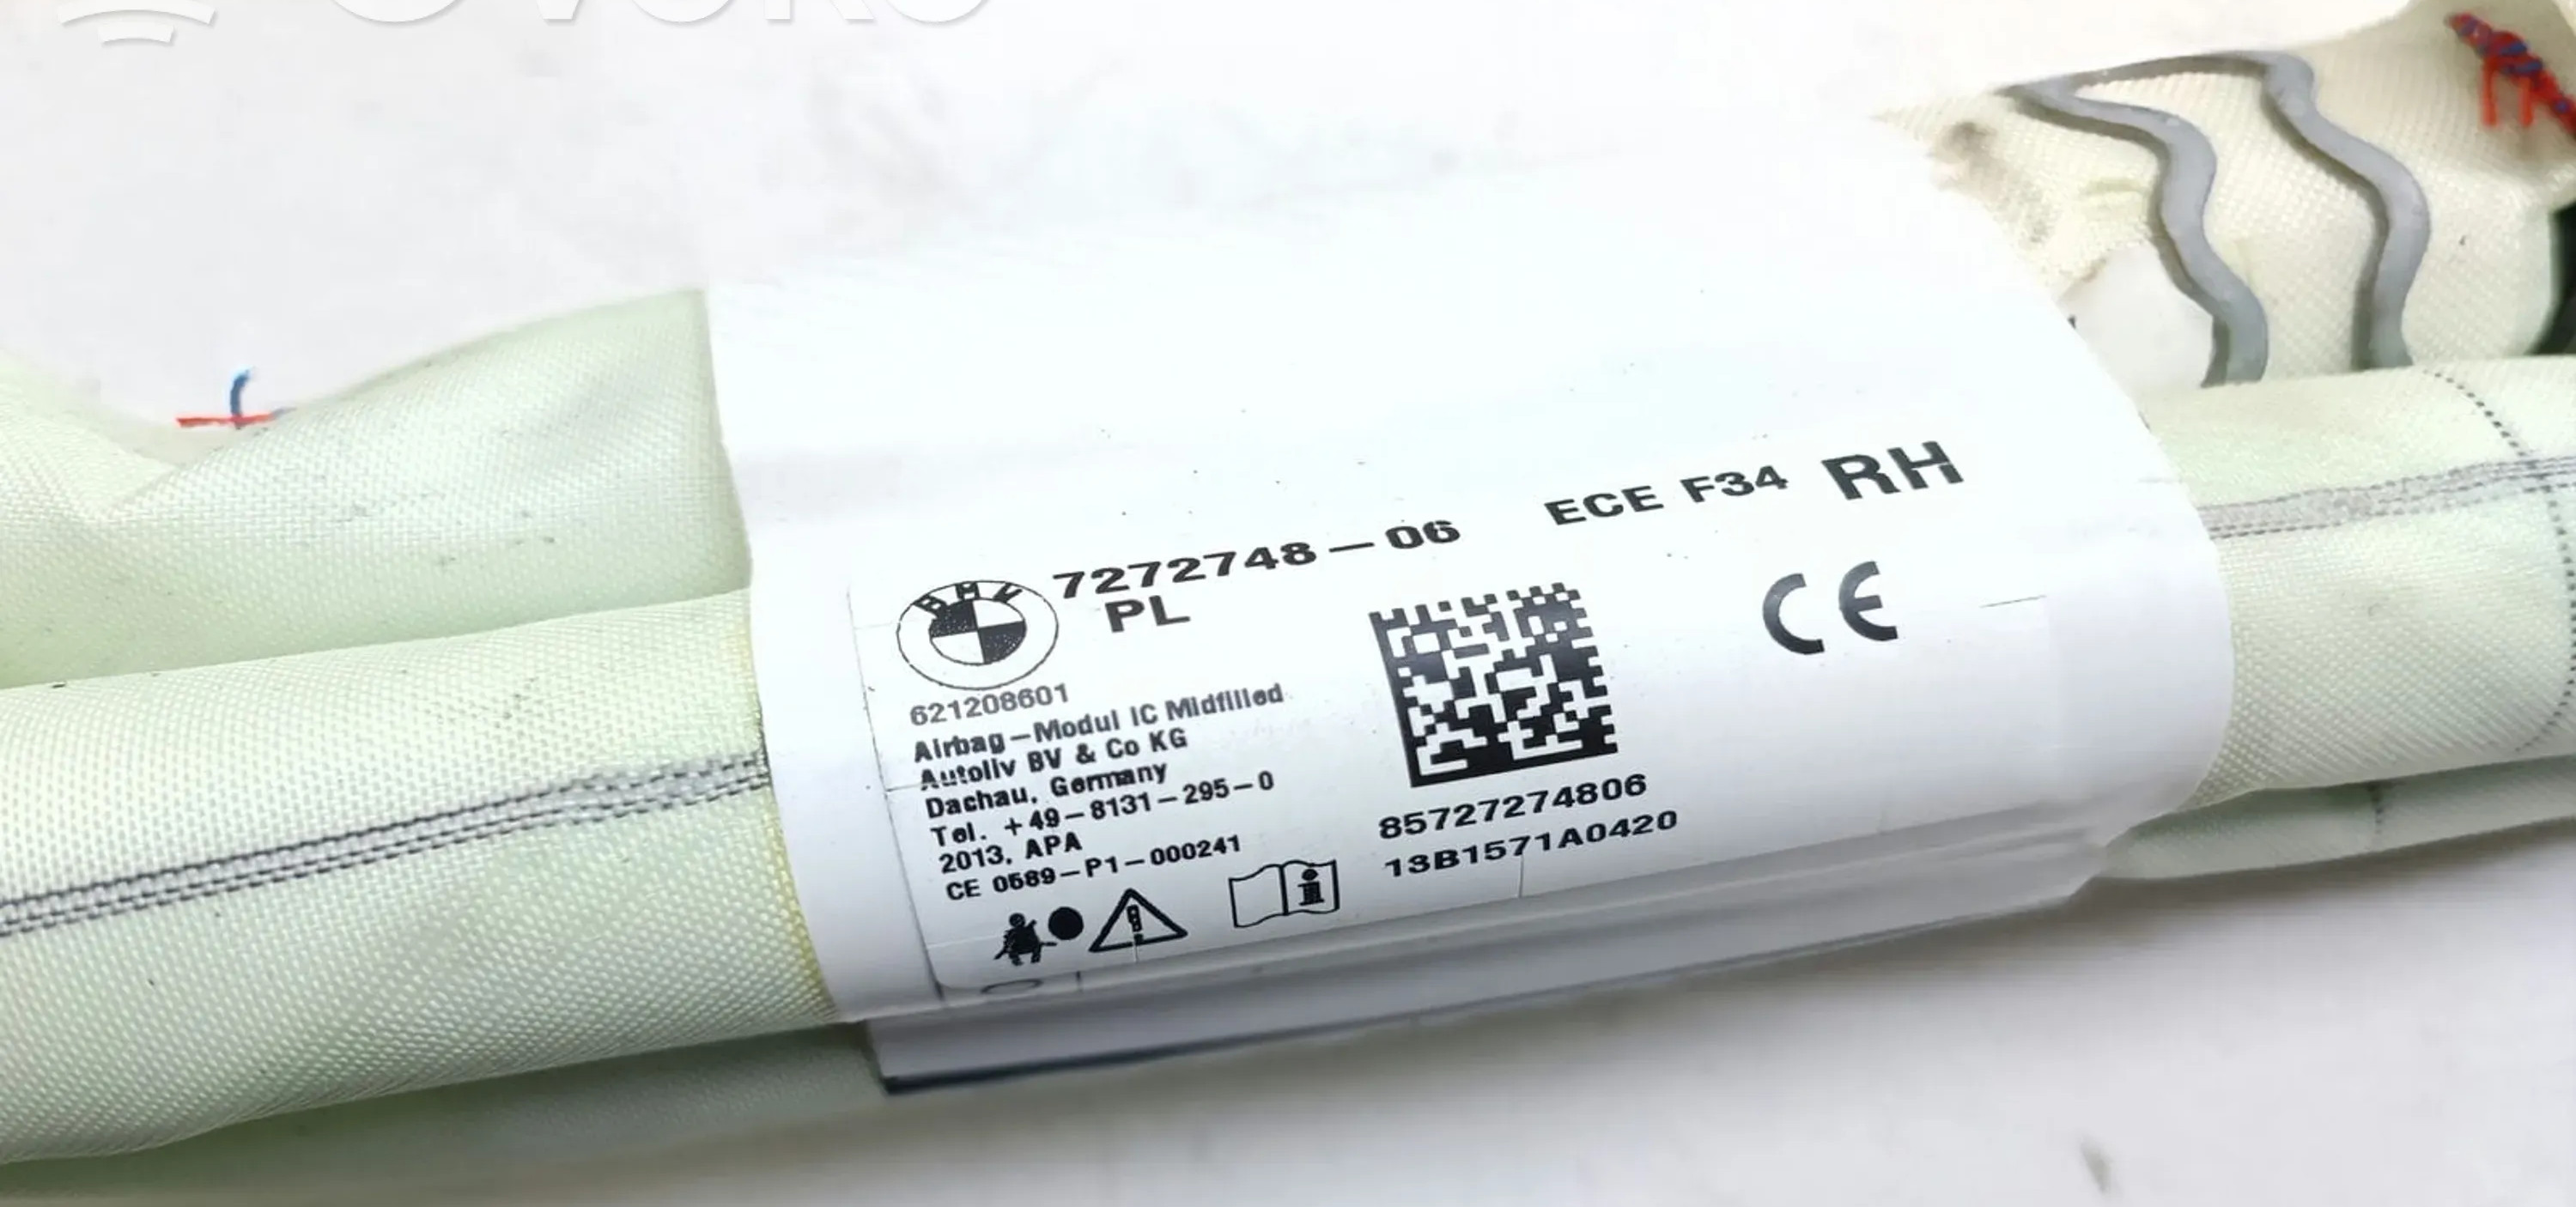 BMW
7272748-06 ECE F34 RH
PL
CE
621208601
Airbag-Modul IC Midfilled
Autoliv BV & Co KG
Dachau, Germany
Tel. +49-8131-295-0
2013, APA
CE 0589-P1-000241
85727274806
13B1571A0420